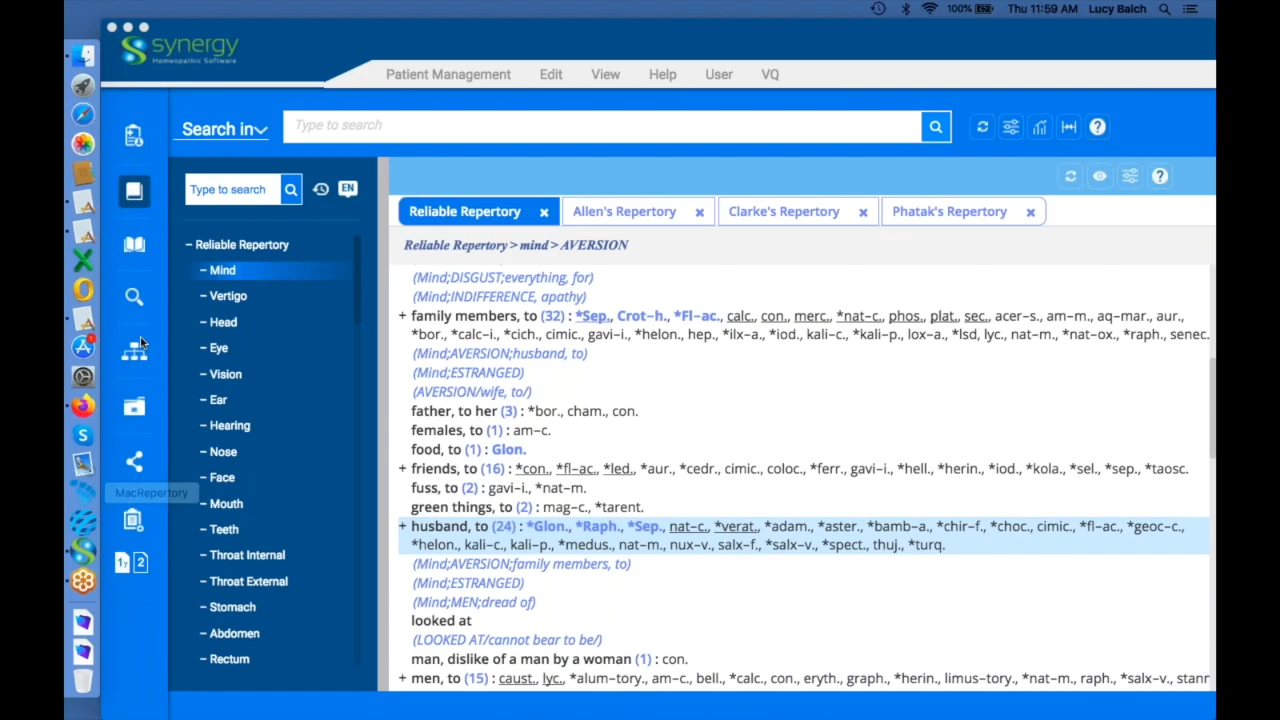 100%
Thu 11:59 AM
Lucy Balch
synergy
Homeopathic Software
Patient Management
Edit
View
Help
User
VQ
Search in
Type to search
Type to search
EN
Reliable Repertory
Allen's Repertory
Clarke's Repertory
Phatak's Repertory
Reliable Repertory > mind > AVERSION
– Reliable Repertory
– Mind
– Vertigo
– Head
– Eye
– Vision
– Ear
– Hearing
– Nose
– Face
– Mouth
– Teeth
– Throat Internal
– Throat External
– Stomach
– Abdomen
– Rectum
MacRepertory
(Mind;DISGUST;everything, for)
(Mind;INDIFFERENCE, apathy)
+ family members, to (32) : *Sep., Crot–h., *Fl–ac., calc., con., merc., *nat–c., phos., plat., sec., acer–s., am–m., aq–mar., aur.,
*bor., *calc–i., *cich., cimic., gavi–i., *helon., hep., *ilx–a., *iod., kali–c., *kali–p., lox–a., *lsd, lyc., nat–m., *nat–ox., *raph., senec.
(Mind;AVERSION;husband, to)
(Mind;ESTRANGED)
(AVERSION/wife, to/)
father, to her (3) : *bor., cham., con.
females, to (1) : am–c.
food, to (1) : Glon.
+ friends, to (16) : *con., *fl–ac., *led., *aur., *cedr., cimic., coloc., *ferr., gavi–i., *hell., *herin., *iod., *kola., *sel., *sep., *taosc.
fuss, to (2) : gavi–i., *nat–m.
green things, to (2) : mag–c., *tarent.
+ husband, to (24) : *Glon., *Raph., *Sep., nat–c., *verat., *adam., *aster., *bamb–a., *chir–f., *choc., cimic., *fl–ac., *geoc–c.,
*helon., kali–c., kali–p., *medus., nat–m., nux–v., salx–f., *salx–v., *spect., thuj., *turq.
(Mind;AVERSION;family members, to)
(Mind;ESTRANGED)
(Mind;MEN;dread of)
looked at
(LOOKED AT/cannot bear to be/)
man, dislike of a man by a woman (1) : con.
+ men, to (15) : caust., lyc., *alum–tory., am–c., bell., *calc., con., eryth., graph., *herin., limus–tory., *nat–m., raph., *salx–v., stann